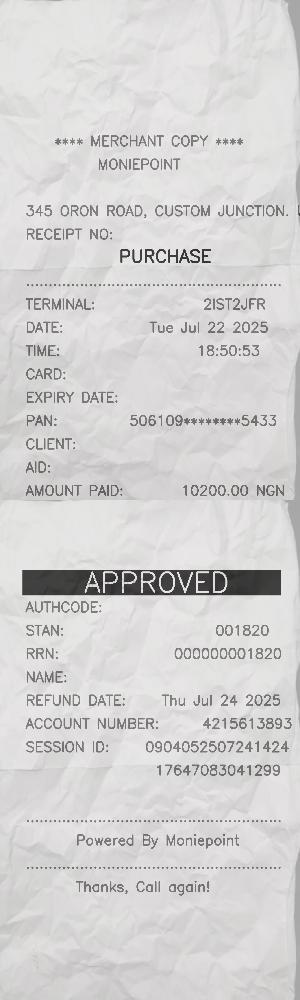 **** MERCHANT COPY ****
MONIEPOINT
345 ORON ROAD, CUSTOM JUNCTION.
RECEIPT NO:
PURCHASE
TERMINAL: 2IST2JFR
DATE: Tue Jul 22 2025
TIME: 18:50:53
CARD:
EXPIRY DATE:
PAN: 506109********5433
CLIENT:
AID:
AMOUNT PAID: 10200.00 NGN
APPROVED
AUTHCODE:
STAN: 001820
RRN: 000000001820
NAME:
REFUND DATE: Thu Jul 24 2025
ACCOUNT NUMBER: 4215613893
SESSION ID: 0904052507241424
17647083041299
Powered By Moniepoint
Thanks, Call again!